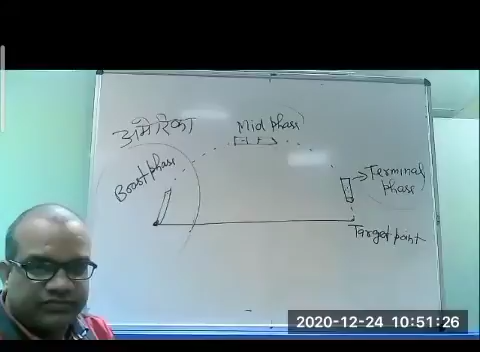 अमेरिका
Mid phase
Boost phase
Terminal
phase
Target point
2020-12-24 10:51:26